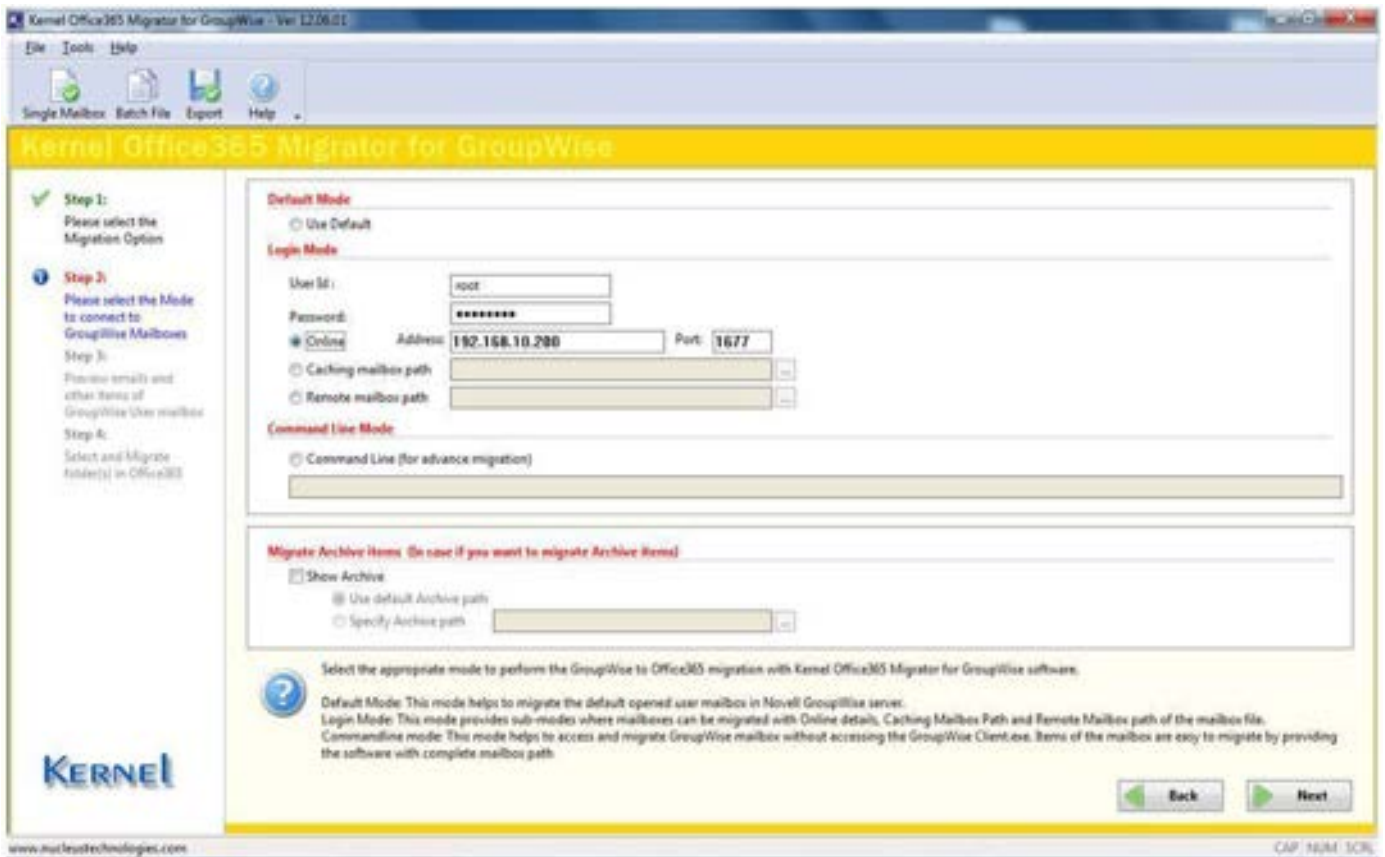 Kernel Office365 Migrator for GroupWise - Ver 12.06.01
File Tools Help
Single Mailbox Batch File Export Help
Kernel Office365 Migrator for GroupWise
Step 1:
Please select the
Migration Option
Step 2:
Please select the Mode
to connect to
GroupWise Mailboxes
Step 3:
Preview emails and
other items of
GroupWise User mailbox
Step 4:
Select and Migrate
folder(s) in Office365
Default Mode
Use Default
Login Mode
User Id :
root
Password:
••••••••
Online Address: 192.168.10.200 Port: 1677
Caching mailbox path ...
Remote mailbox path ...
Command Line Mode
Command Line (for advance migration)
Migrate Archive items (In case if you want to migrate Archive items)
Show Archive
Use default Archive path
Specify Archive path ...
Select the appropriate mode to perform the GroupWise to Office365 migration with Kernel Office365 Migrator for GroupWise software.
Default Mode: This mode helps to migrate the default opened user mailbox in Novell GroupWise server.
Login Mode: This mode provides sub-modes where mailboxes can be migrated with Online details, Caching Mailbox Path and Remote Mailbox path of the mailbox file.
Commandline mode: This mode helps to access and migrate GroupWise mailbox without accessing the GroupWise Client.exe. Items of the mailbox are easy to migrate by providing
the software with complete mailbox path
KERNEL
Back Next
www.nucleustechnologies.com
CAP NUM SCRL